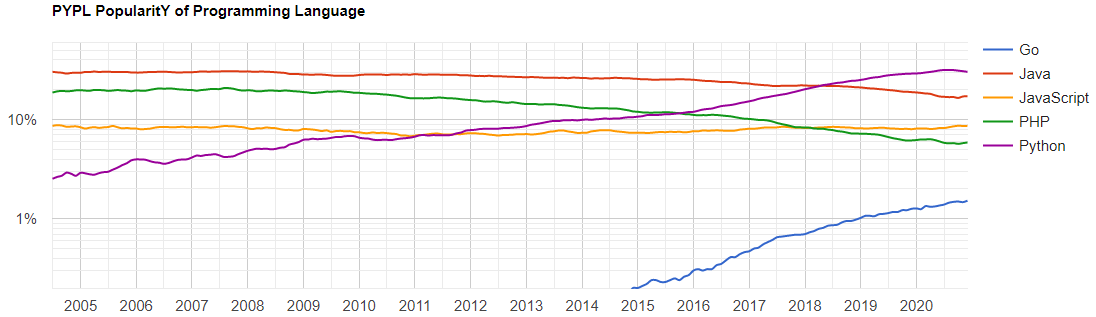 PYPL PopularitY of Programming Language
Go
Java
JavaScript
PHP
Python
10%
1%
2005 2006 2007 2008 2009 2010 2011 2012 2013 2014 2015 2016 2017 2018 2019 2020